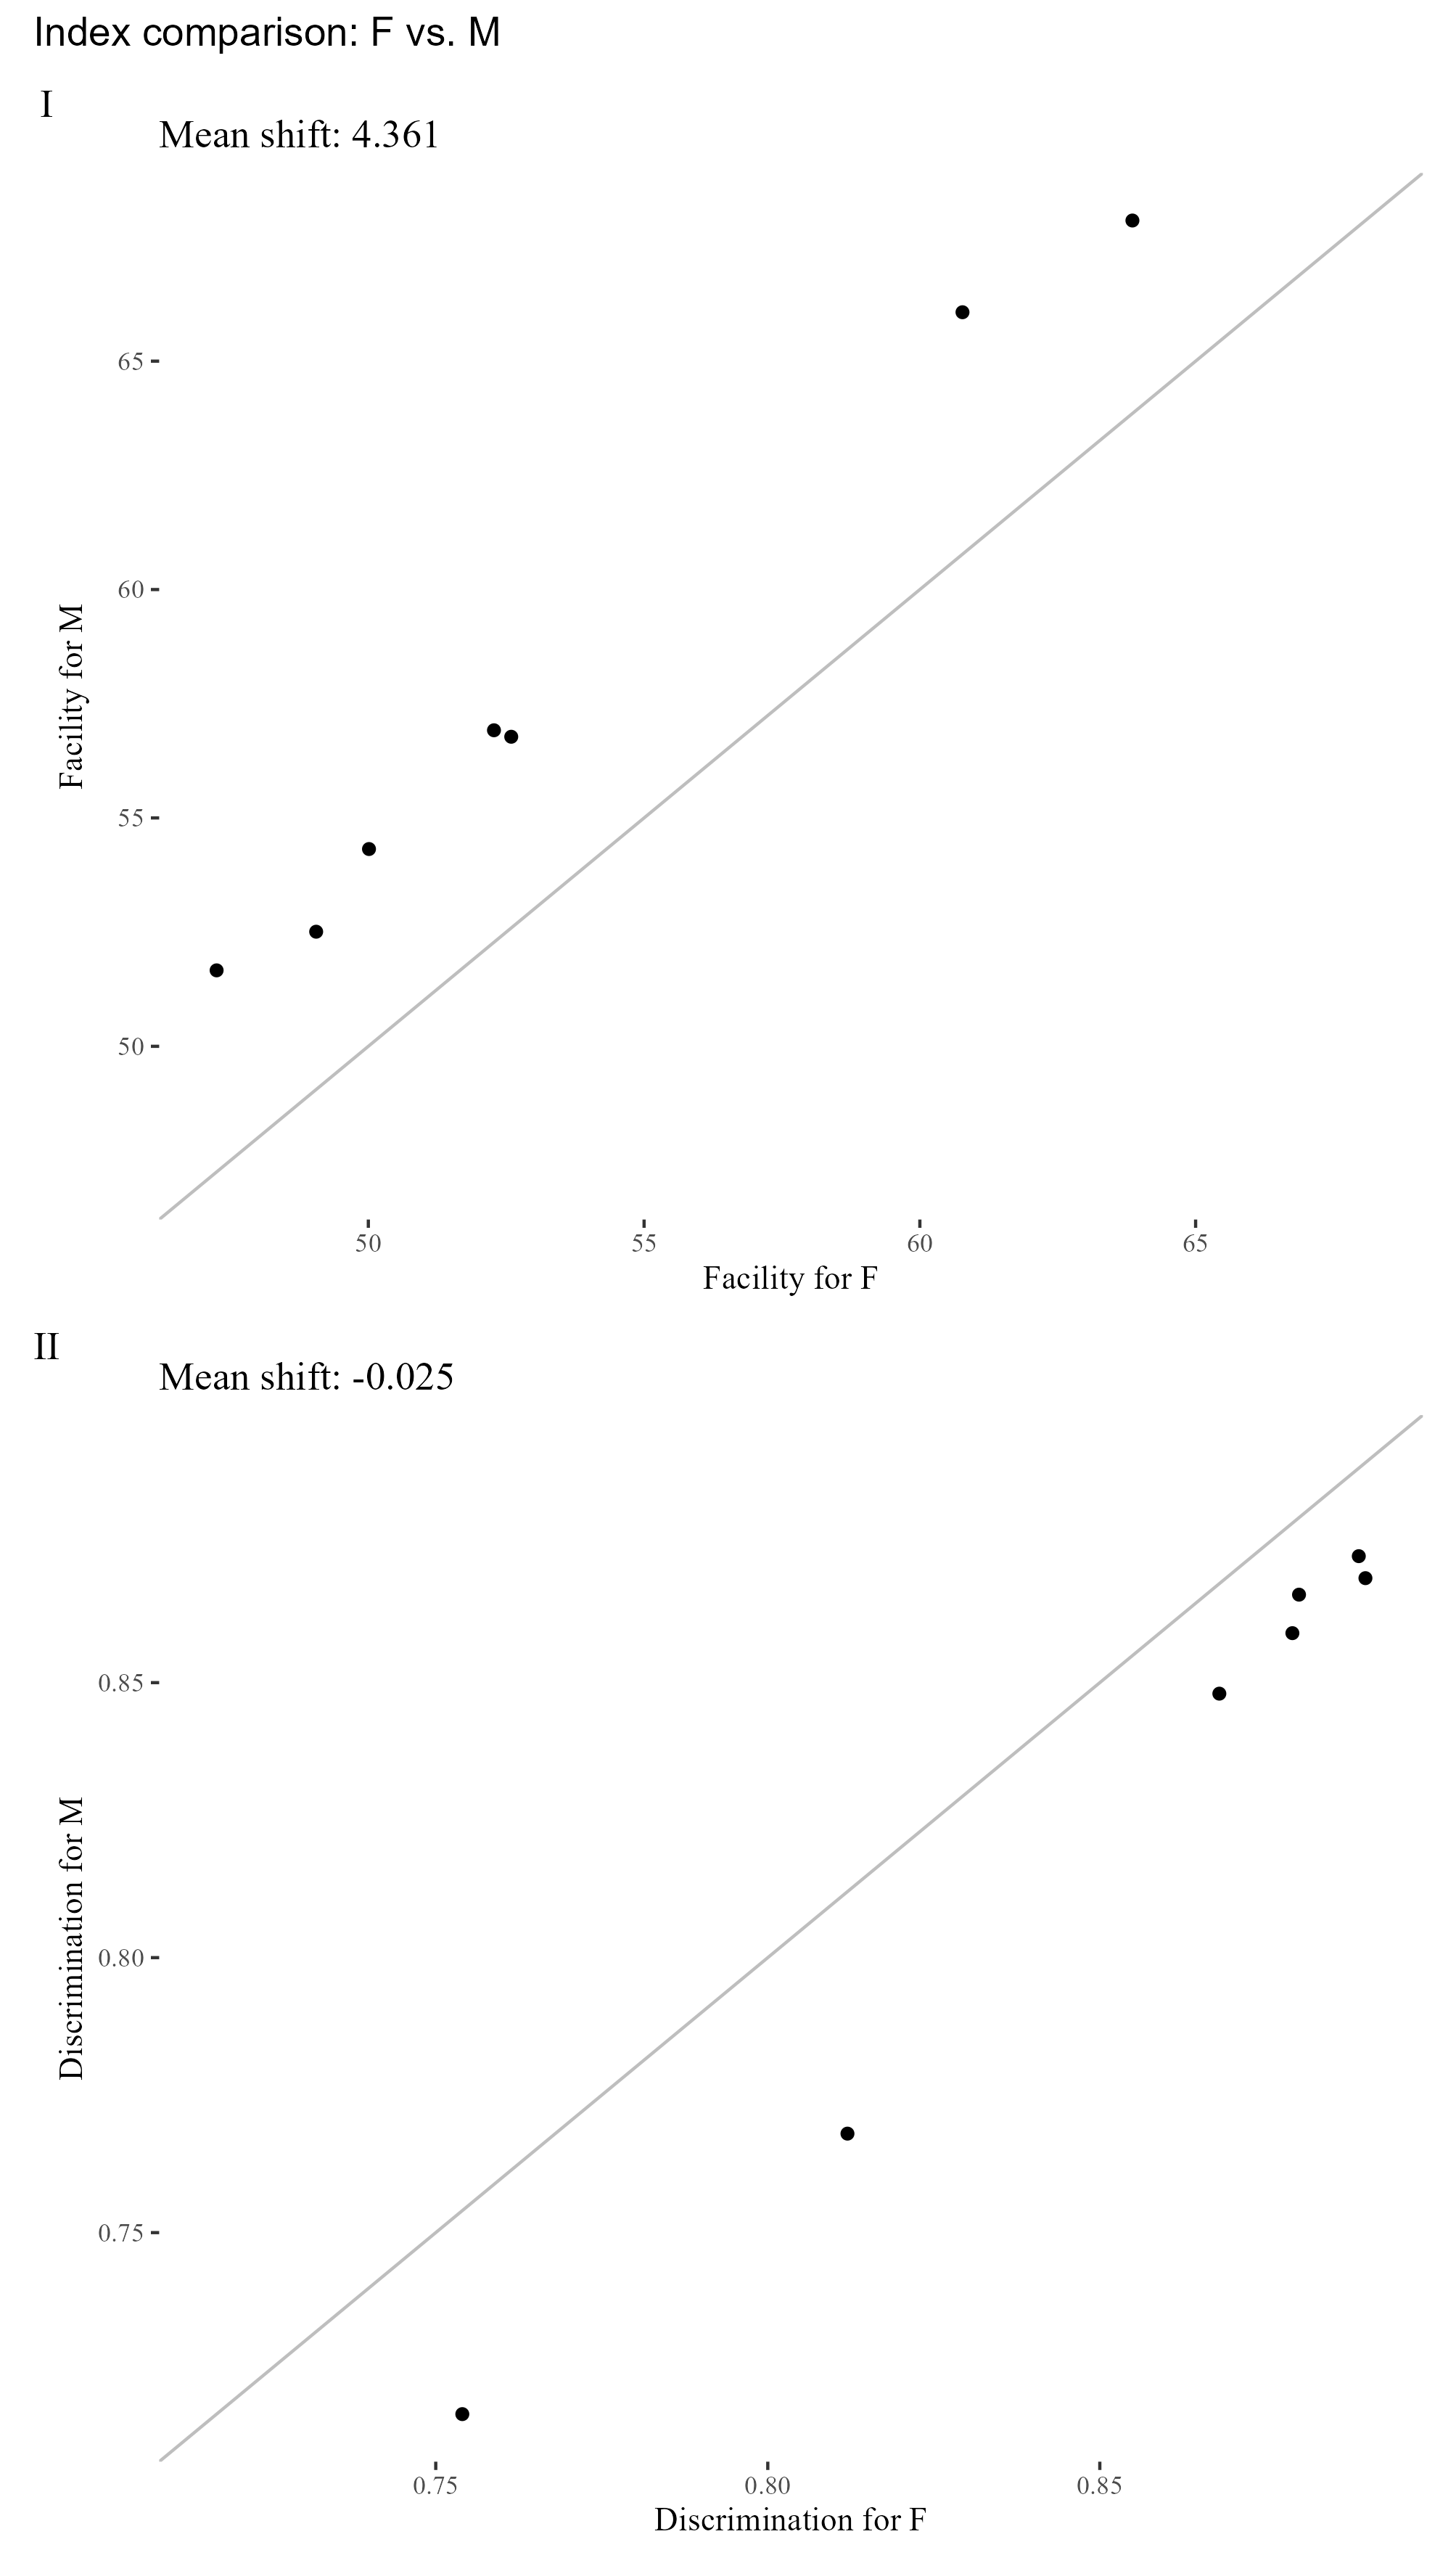 Index comparison: F vs. M
I
Mean shift: 4.361
65
60
55
50
Facility for M
50 55 60 65
Facility for F
II
Mean shift: -0.025
0.85
0.80
0.75
Discrimination for M
0.75 0.80 0.85
Discrimination for F